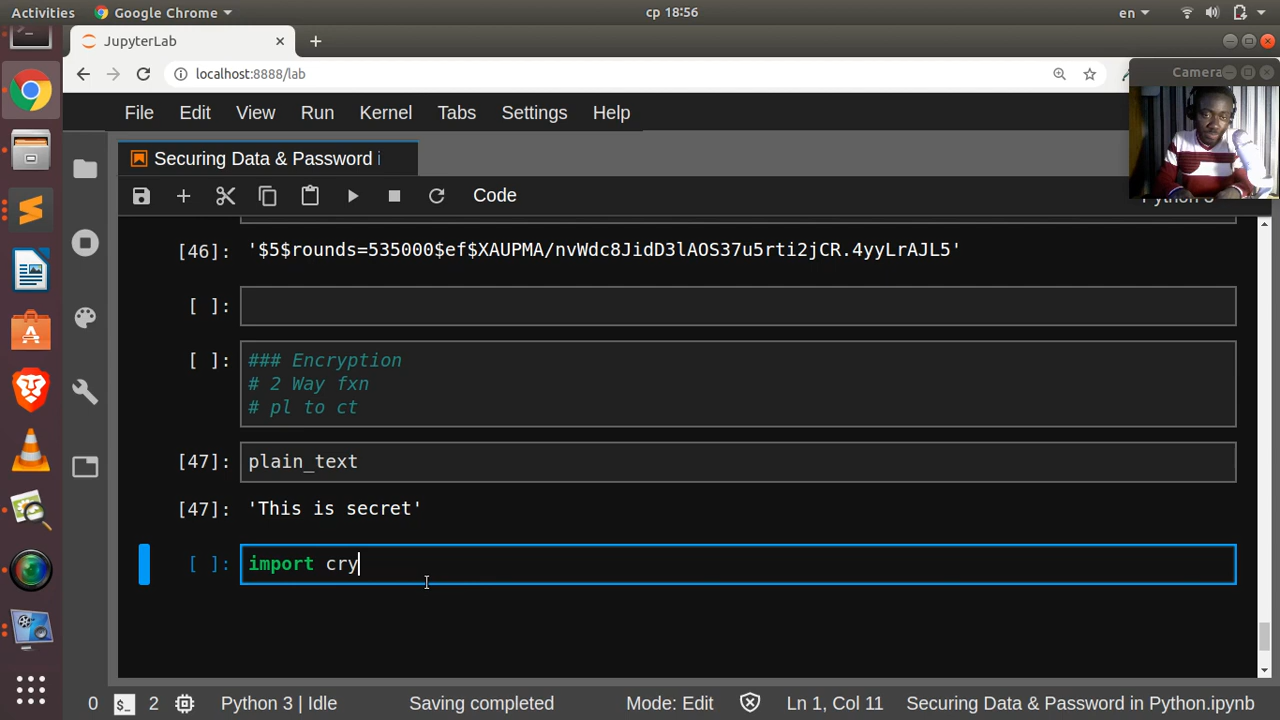 Activities Google Chrome ср 18:56 en
JupyterLab
localhost:8888/lab
Camera
File Edit View Run Kernel Tabs Settings Help
Securing Data & Password i
Code
[46]: '$5$rounds=535000$ef$XAUPMA/nvWdc8JidD3lAOS37u5rti2jCR.4yyLrAJL5'
[ ]:
[ ]: ### Encryption
# 2 Way fxn
# pl to ct
[47]: plain_text
[47]: 'This is secret'
[ ]: import cry
0 $_ 2 Python 3 | Idle Saving completed Mode: Edit Ln 1, Col 11 Securing Data & Password in Python.ipynb